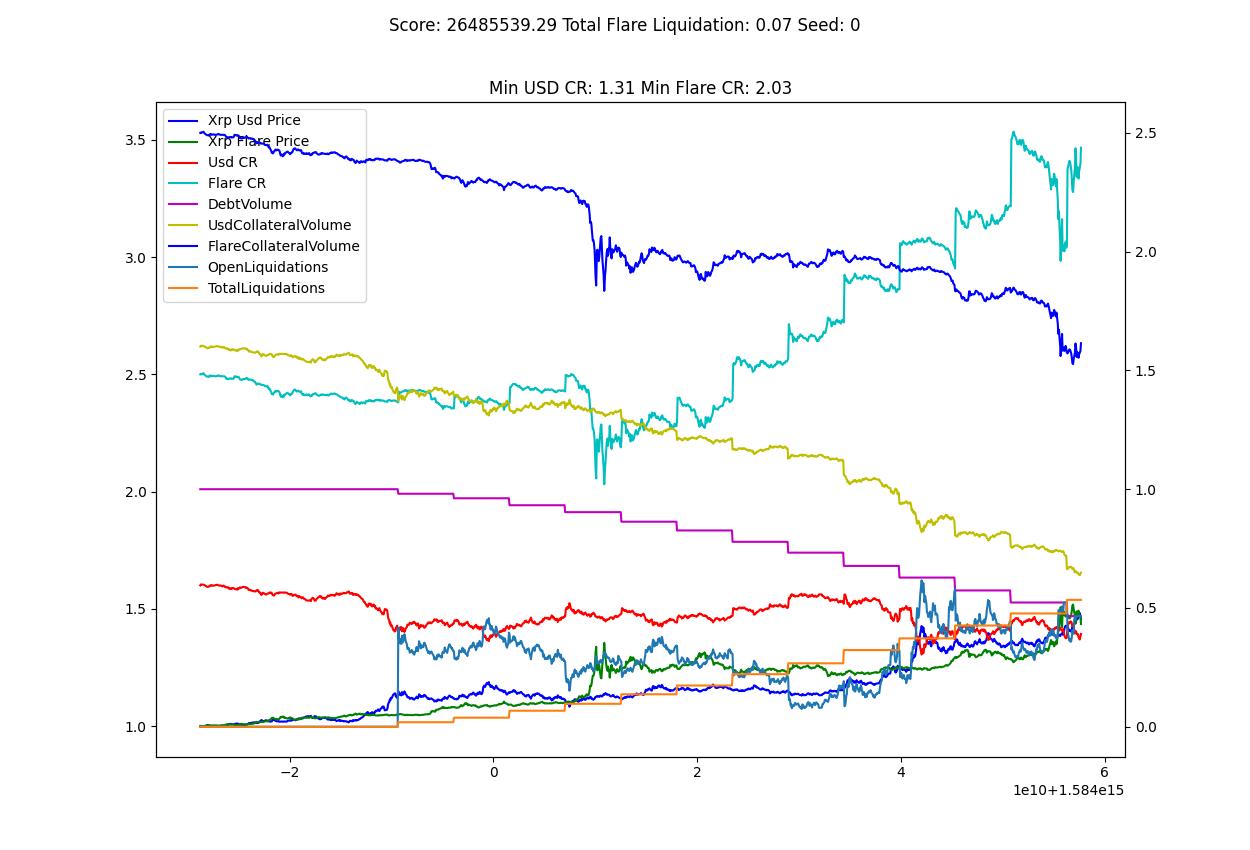 Score: 26485539.29 Total Flare Liquidation: 0.07 Seed: 0
Min USD CR: 1.31 Min Flare CR: 2.03
Xrp Usd Price
Xrp Flare Price
Usd CR
Flare CR
DebtVolume
UsdCollateralVolume
FlareCollateralVolume
OpenLiquidations
TotalLiquidations
3.5
3.0
2.5
2.0
1.5
1.0
2.5
2.0
1.5
1.0
0.5
0.0
−2 0 2 4 6
1e10+1.584e15